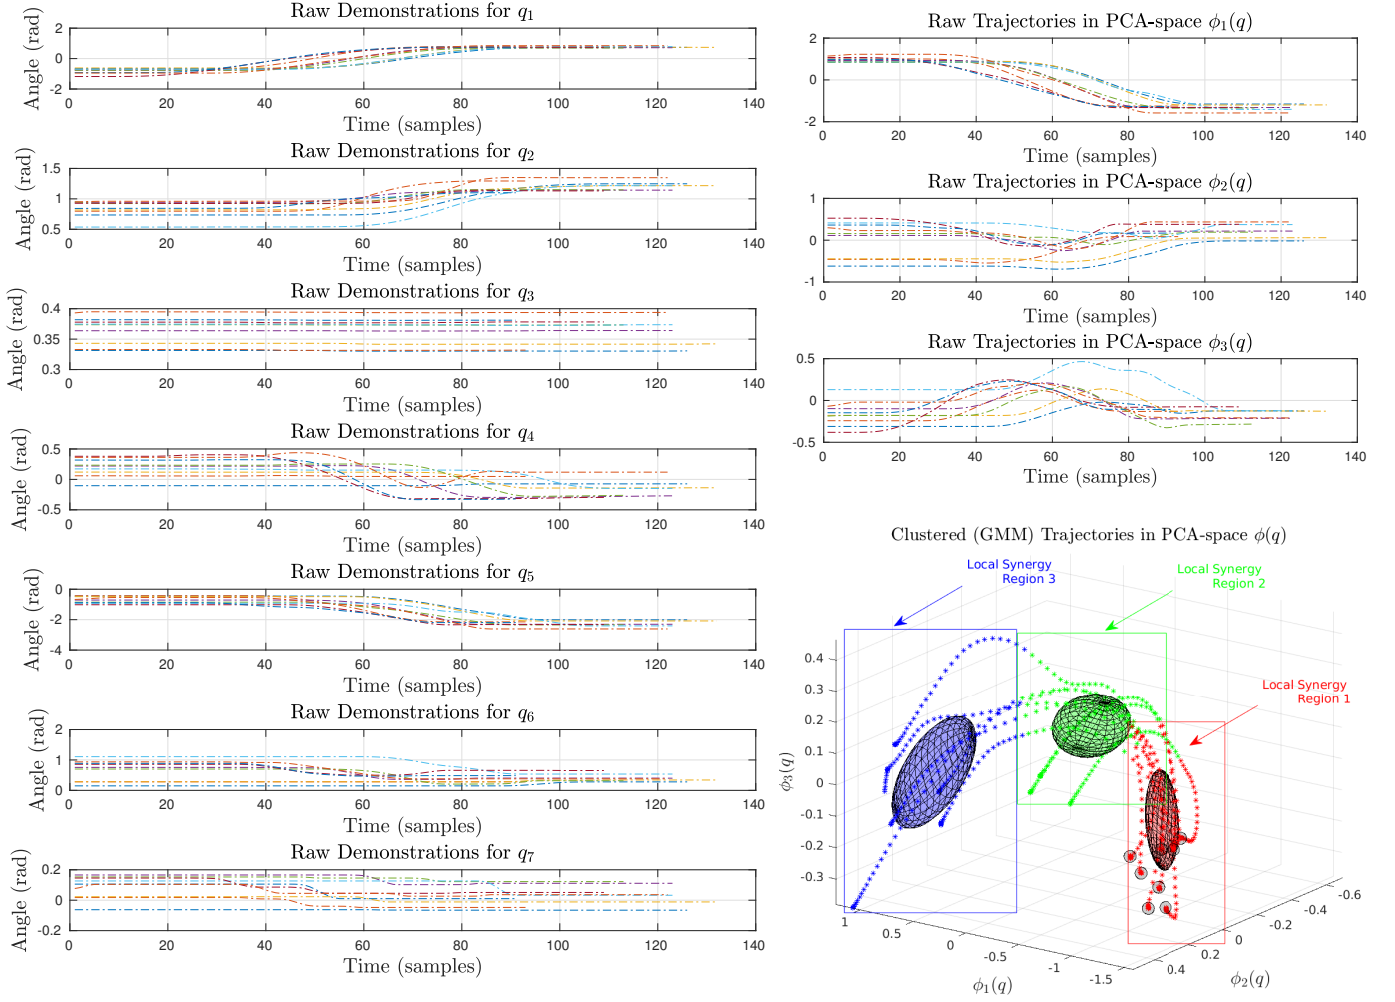 Raw Demonstrations for q1
Angle (rad)
2
0
-2
0 20 40 60 80 100 120 140
Time (samples)
Raw Demonstrations for q2
Angle (rad)
1.5
1
0.5
0 20 40 60 80 100 120 140
Time (samples)
Raw Demonstrations for q3
Angle (rad)
0.4
0.35
0.3
0 20 40 60 80 100 120 140
Time (samples)
Raw Demonstrations for q4
Angle (rad)
0.5
0
-0.5
0 20 40 60 80 100 120 140
Time (samples)
Raw Demonstrations for q5
Angle (rad)
0
-2
-4
0 20 40 60 80 100 120 140
Time (samples)
Raw Demonstrations for q6
Angle (rad)
2
1
0
0 20 40 60 80 100 120 140
Time (samples)
Raw Demonstrations for q7
Angle (rad)
0.2
0
-0.2
0 20 40 60 80 100 120 140
Time (samples)
Raw Trajectories in PCA-space ϕ1(q)
2
0
-2
0 20 40 60 80 100 120 140
Time (samples)
Raw Trajectories in PCA-space ϕ2(q)
1
0
-1
0 20 40 60 80 100 120 140
Time (samples)
Raw Trajectories in PCA-space ϕ3(q)
0.5
0
-0.5
0 20 40 60 80 100 120 140
Time (samples)
Clustered (GMM) Trajectories in PCA-space ϕ(q)
Local Synergy
Region 3
Local Synergy
Region 2
Local Synergy
Region 1
ϕ3(q)
0.4
0.3
0.2
0.1
0
-0.1
-0.2
-0.3
1 0.5 0 -0.5 -1 -1.5
ϕ1(q)
0.4 0.2 0 -0.2 -0.4 -0.6
ϕ2(q)